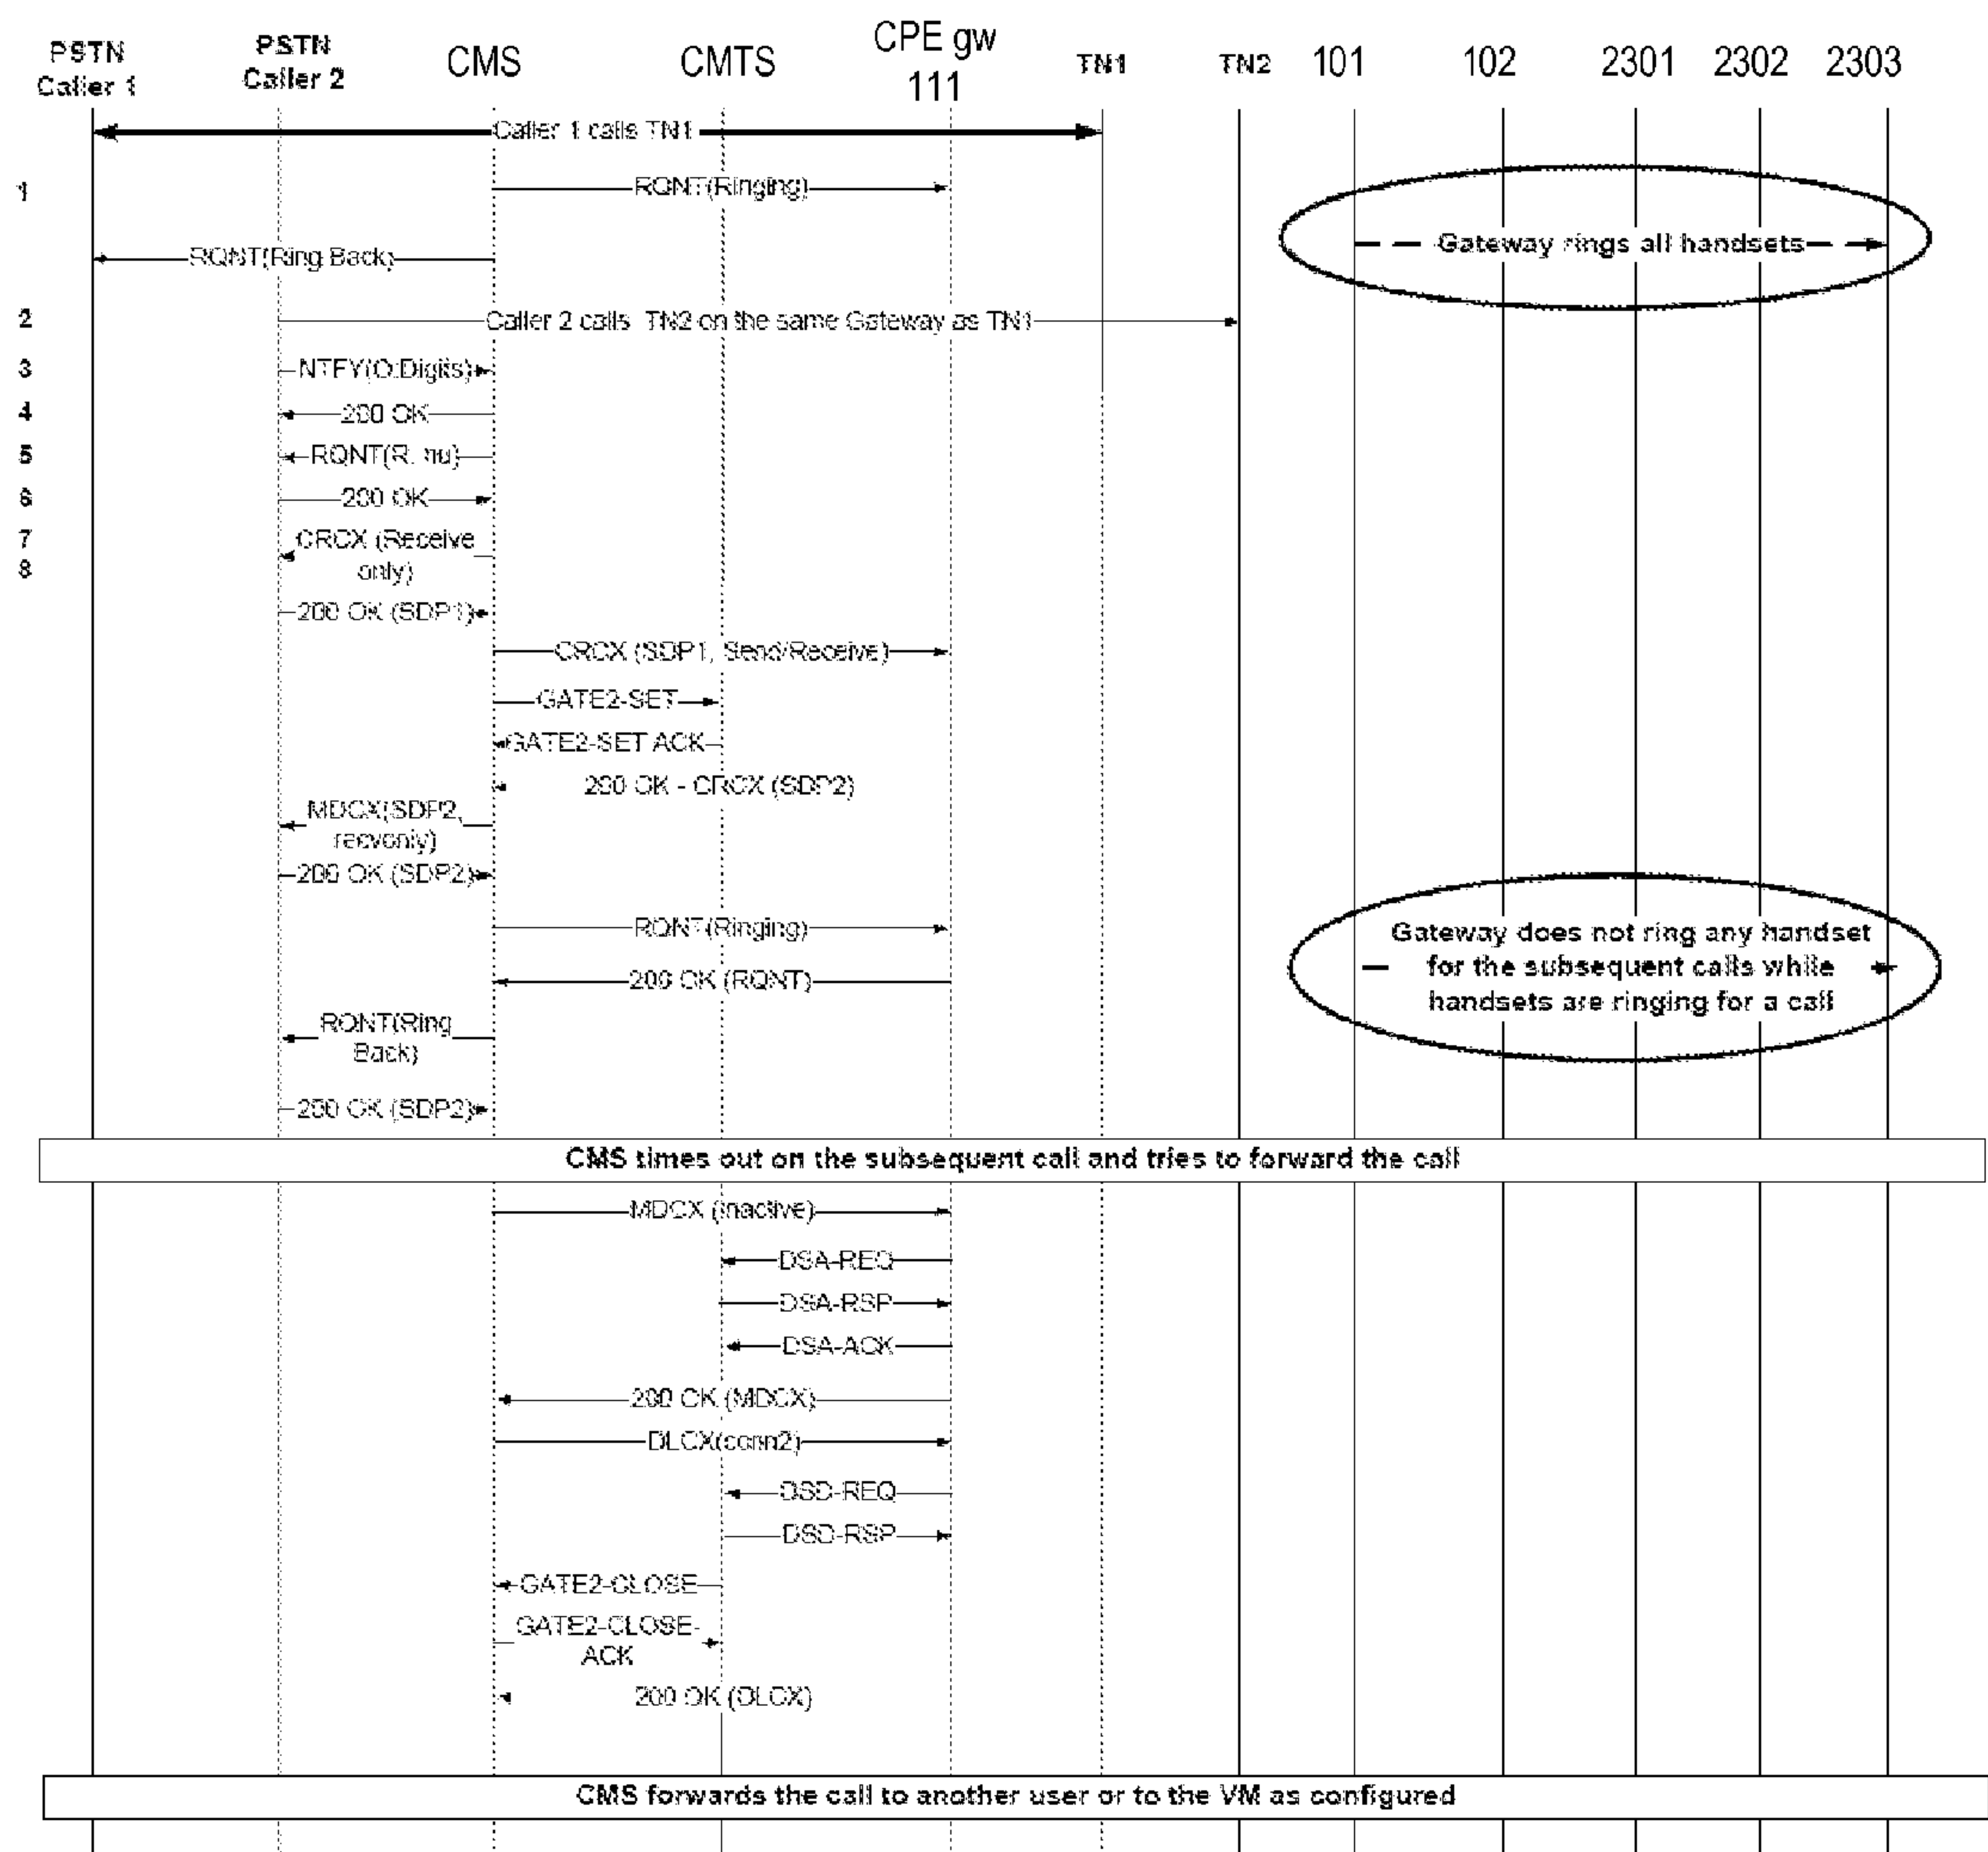 PSTN Caller 1
PSTN Caller 2
CMS
CMTS
CPE gw 111
TN1
TN2
101
102
2301
2302
2303
Caller 1 calls TN1
1
RQNT(Ringing)
Gateway rings all handsets
RQNT(Ring Back)
2
Caller 2 calls TN2 on the same Gateway as TN1
3
NTFY(O:Digits)
4
200 OK
5
RQNT(R: hu)
6
200 OK
7
CRCX (Receive
8
only)
200 OK (SDP1)
CRCX (SDP1, Send/Receive)
GATE2-SET
GATE2-SET ACK
200 OK - CRCX (SDP2)
MDCX(SDP2,
recvonly)
200 OK (SDP2)
RQNT(Ringing)
Gateway does not ring any handset
for the subsequent calls while
handsets are ringing for a call
200 OK (RQNT)
RQNT(Ring
Back)
200 OK (SDP2)
CMS times out on the subsequent call and tries to forward the call
MDCX (Inactive)
DSA-REQ
DSA-RSP
DSA-ACK
200 OK (MDCX)
DLCX(conn2)
DSD-REQ
DSD-RSP
GATE2-CLOSE
GATE2-CLOSE-
ACK
200 OK (DLCX)
CMS forwards the call to another user or to the VM as configured